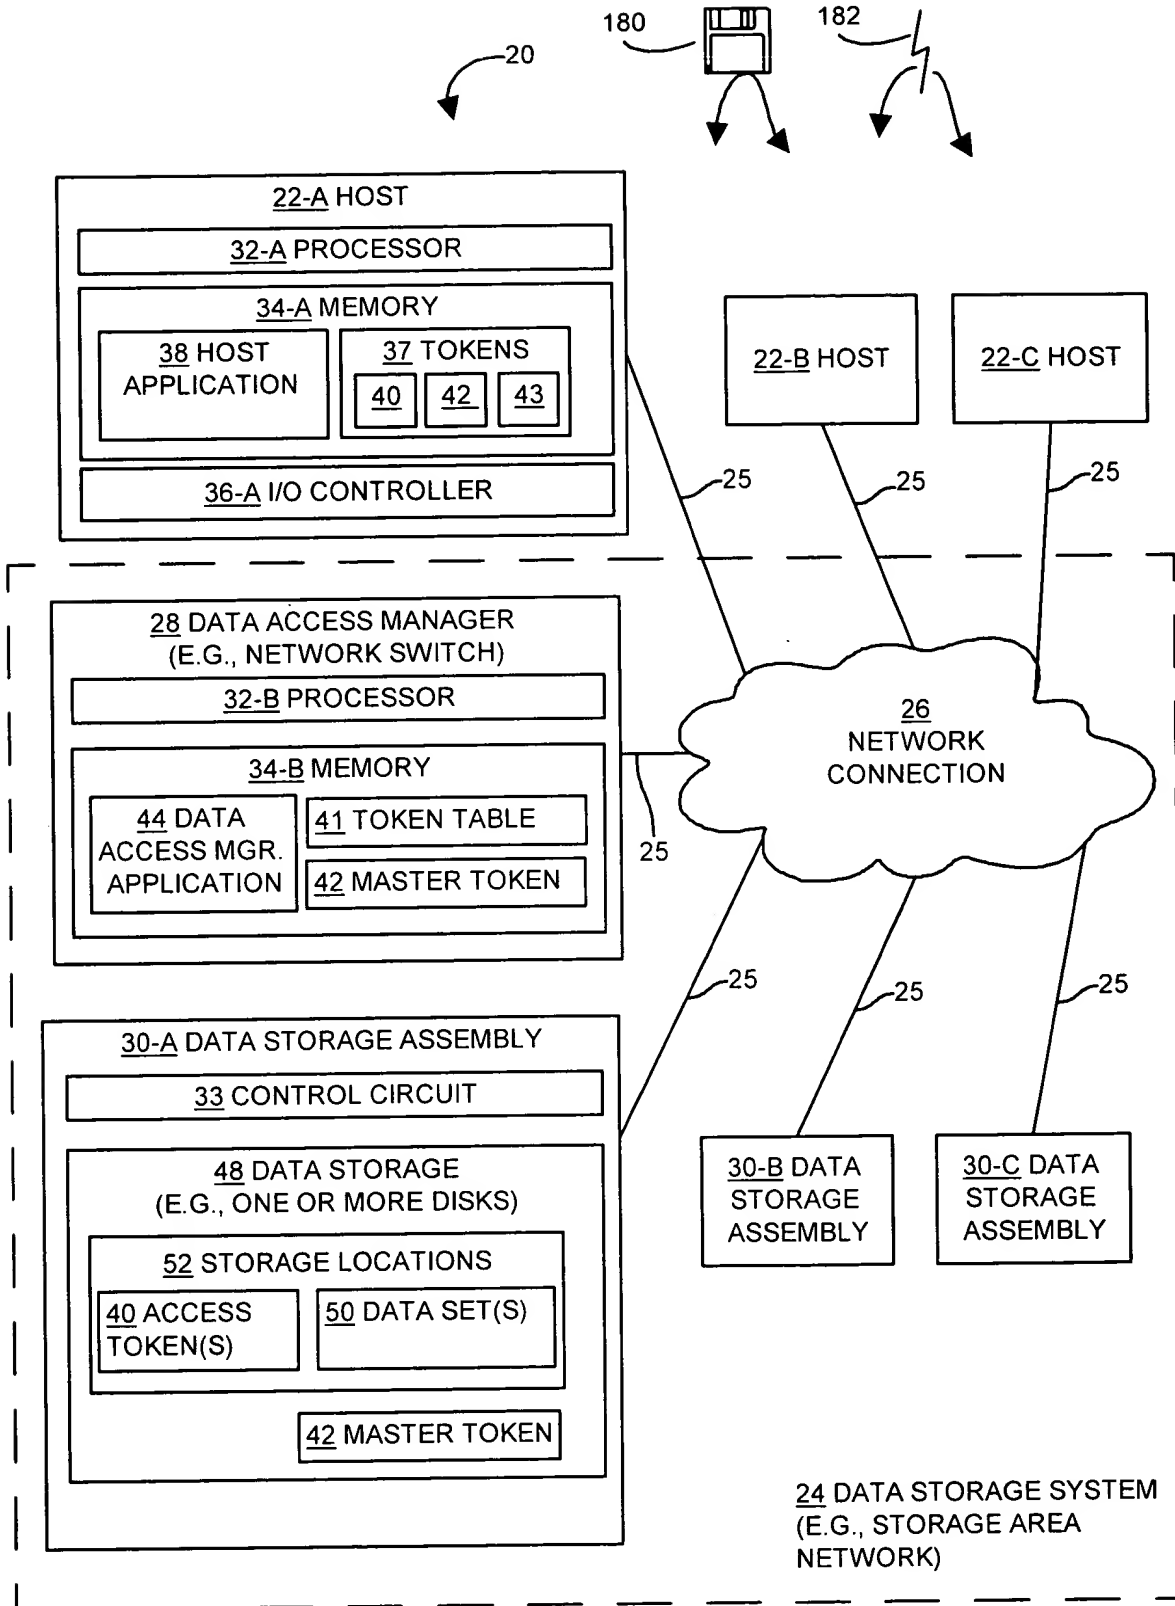 180
182
20
22-A HOST
32-A PROCESSOR
34-A MEMORY
38 HOST
APPLICATION
37 TOKENS
40
42
43
36-A I/O CONTROLLER
22-B HOST
22-C HOST
25
25
25
28 DATA ACCESS MANAGER
(E.G., NETWORK SWITCH)
32-B PROCESSOR
34-B MEMORY
44 DATA
ACCESS MGR.
APPLICATION
41 TOKEN TABLE
42 MASTER TOKEN
25
26
NETWORK
CONNECTION
25
25
25
30-A DATA STORAGE ASSEMBLY
33 CONTROL CIRCUIT
48 DATA STORAGE
(E.G., ONE OR MORE DISKS)
52 STORAGE LOCATIONS
40 ACCESS
TOKEN(S)
50 DATA SET(S)
42 MASTER TOKEN
30-B DATA
STORAGE
ASSEMBLY
30-C DATA
STORAGE
ASSEMBLY
24 DATA STORAGE SYSTEM
(E.G., STORAGE AREA
NETWORK)